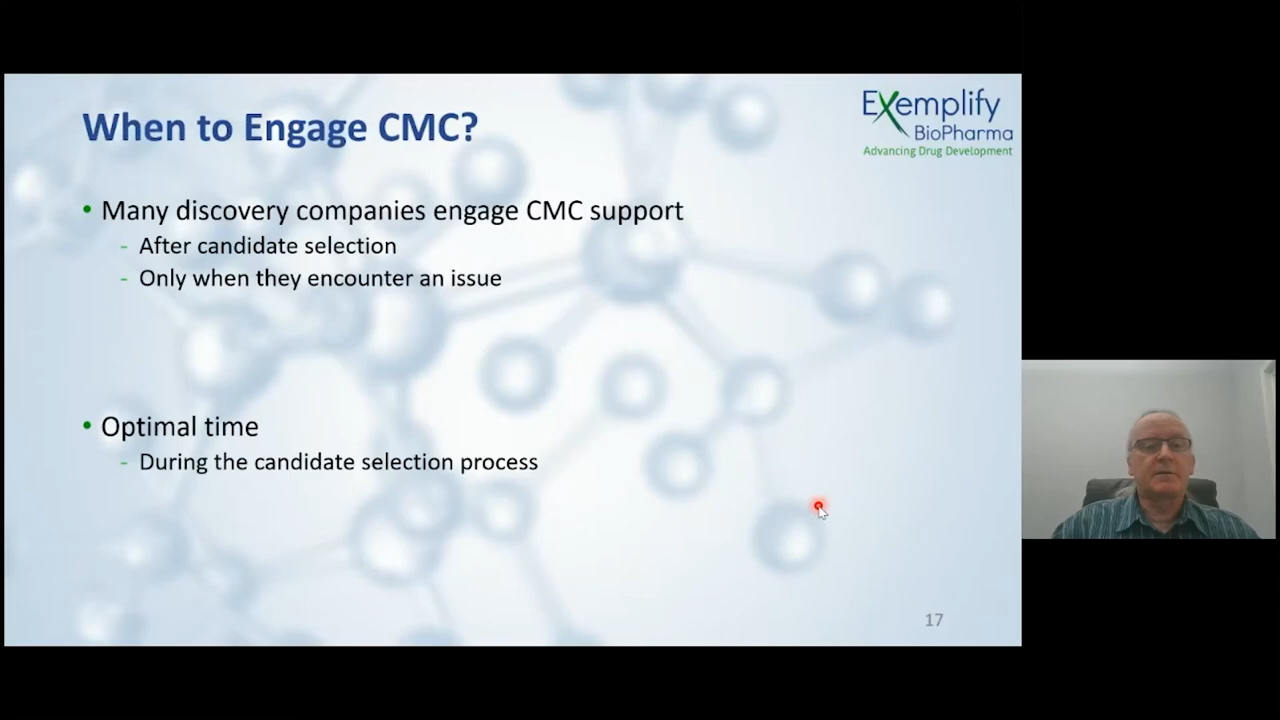 When to Engage CMC?
Exemplify
BioPharma
Advancing Drug Development
• Many discovery companies engage CMC support
- After candidate selection
- Only when they encounter an issue
• Optimal time
- During the candidate selection process
17